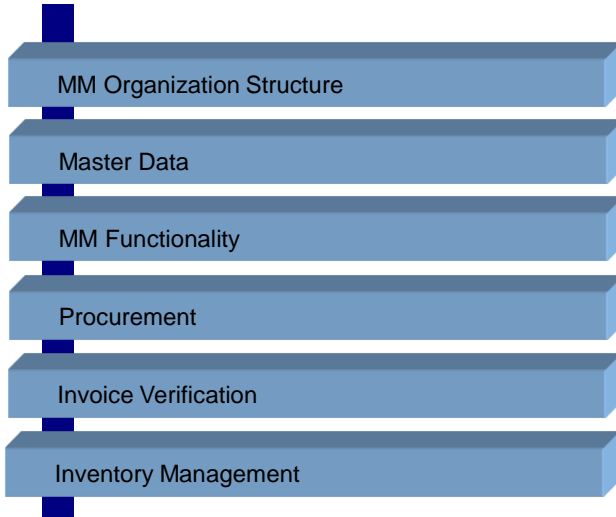 MM Organization Structure
Master Data
MM Functionality
Procurement
Invoice Verification
Inventory Management